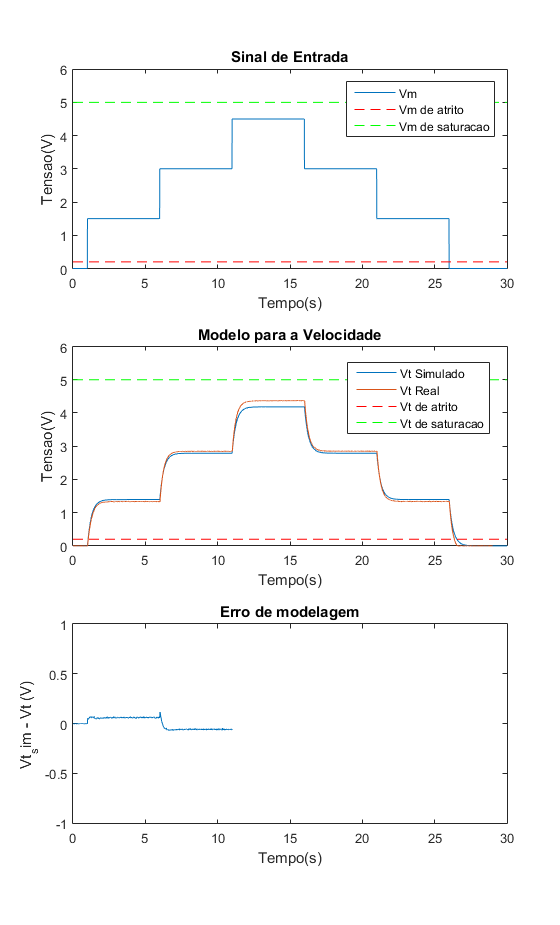 Sinal de Entrada
6
5
4
3
2
1
0
Tensao(V)
Vm
Vm de atrito
Vm de saturacao
0 5 10 15 20 25 30
Tempo(s)
Modelo para a Velocidade
6
5
4
3
2
1
0
Tensao(V)
Vt Simulado
Vt Real
Vt de atrito
Vt de saturacao
0 5 10 15 20 25 30
Tempo(s)
Erro de modelagem
1
0.5
0
-0.5
-1
Vt_sim - Vt (V)
0 5 10 15 20 25 30
Tempo(s)